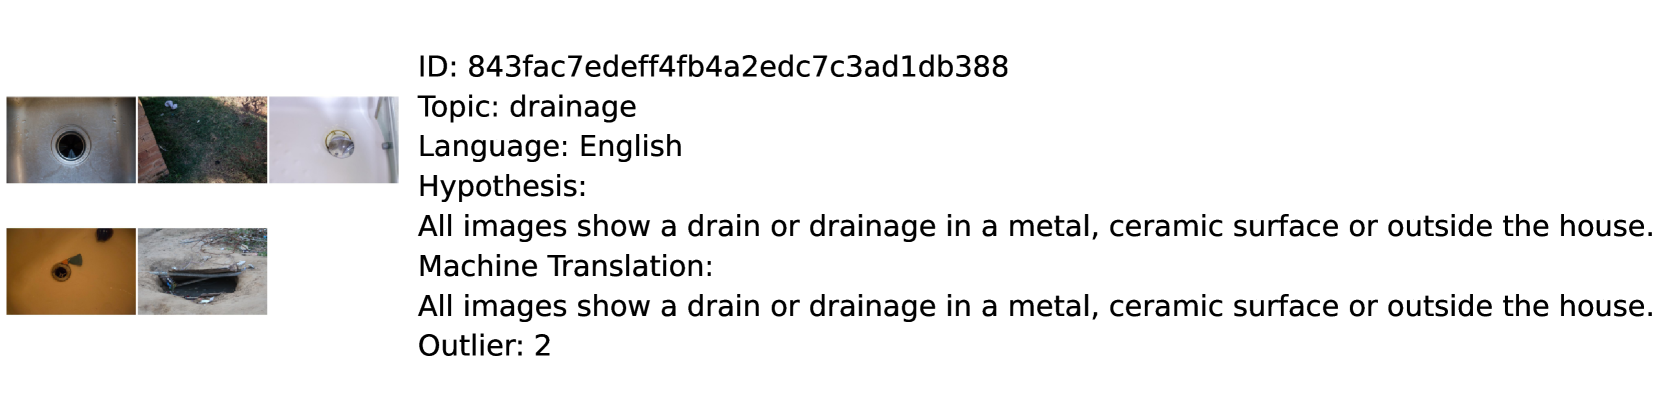 ID: 843fac7edeff4fb4a2edc7c3ad1db388
Topic: drainage
Language: English
Hypothesis:
All images show a drain or drainage in a metal, ceramic surface or outside the house.
Machine Translation:
All images show a drain or drainage in a metal, ceramic surface or outside the house.
Outlier: 2